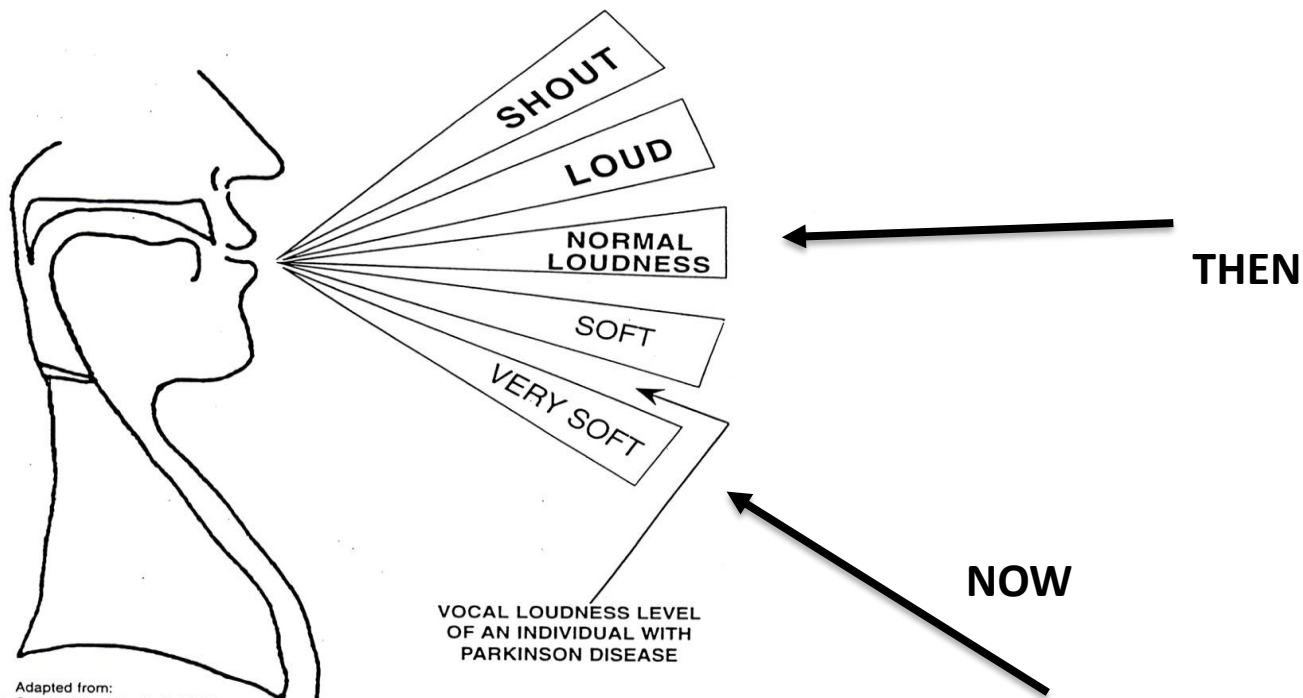 SHOUT
LOUD
NORMAL
LOUDNESS
THEN
SOFT
VERY SOFT
NOW
VOCAL LOUDNESS LEVEL
OF AN INDIVIDUAL WITH
PARKINSON DISEASE
Adapted from: